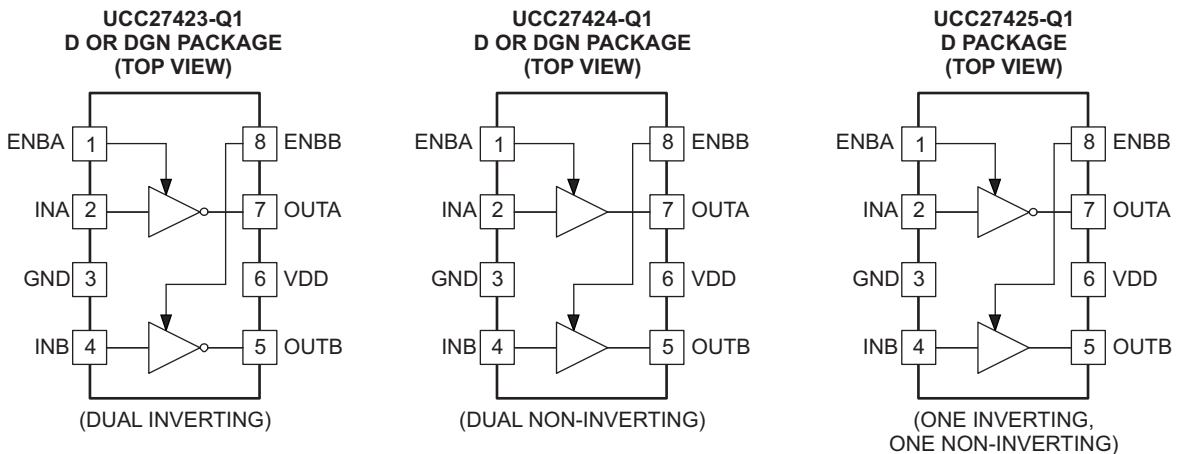 UCC27423-Q1
D OR DGN PACKAGE
(TOP VIEW)
ENBA 1 8 ENBB
INA 2 7 OUTA
GND 3 6 VDD
INB 4 5 OUTB
(DUAL INVERTING)
UCC27424-Q1
D OR DGN PACKAGE
(TOP VIEW)
ENBA 1 8 ENBB
INA 2 7 OUTA
GND 3 6 VDD
INB 4 5 OUTB
(DUAL NON-INVERTING)
UCC27425-Q1
D PACKAGE
(TOP VIEW)
ENBA 1 8 ENBB
INA 2 7 OUTA
GND 3 6 VDD
INB 4 5 OUTB
(ONE INVERTING,
ONE NON-INVERTING)